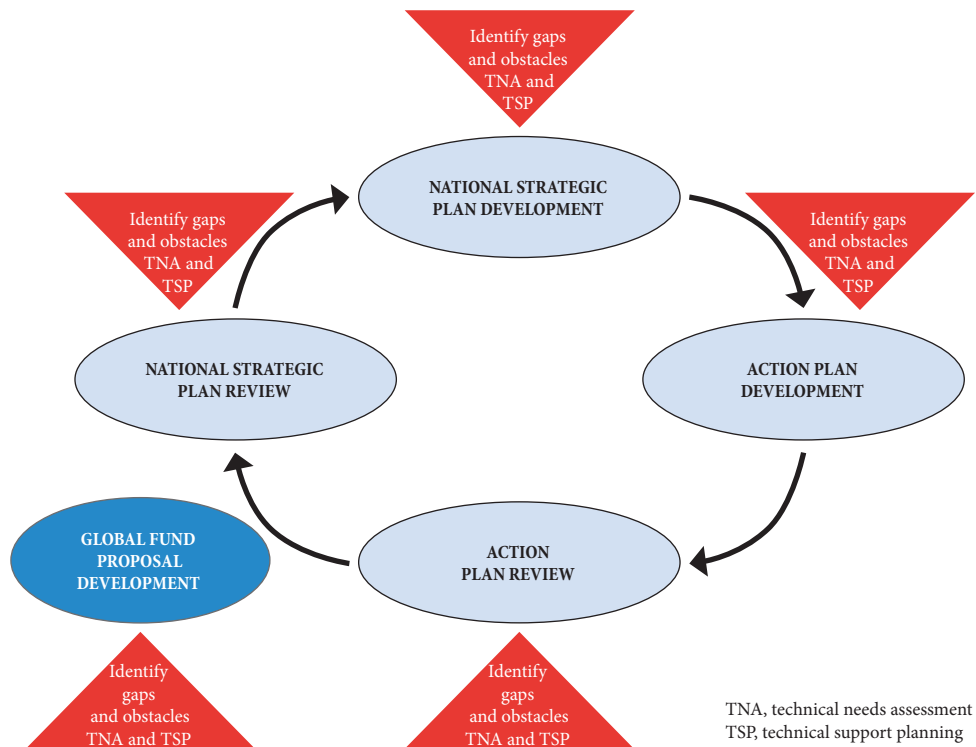 Identify gaps
and obstacles
TNA and
TSP
NATIONAL STRATEGIC
PLAN DEVELOPMENT
Identify gaps
and obstacles
TNA and
TSP
Identify gaps
and obstacles
TNA and
TSP
NATIONAL STRATEGIC
PLAN REVIEW
ACTION PLAN
DEVELOPMENT
GLOBAL FUND
PROPOSAL
DEVELOPMENT
ACTION
PLAN REVIEW
Identify
gaps
and obstacles
TNA and TSP
Identify
gaps
and obstacles
TNA and TSP
TNA, technical needs assessment
TSP, technical support planning